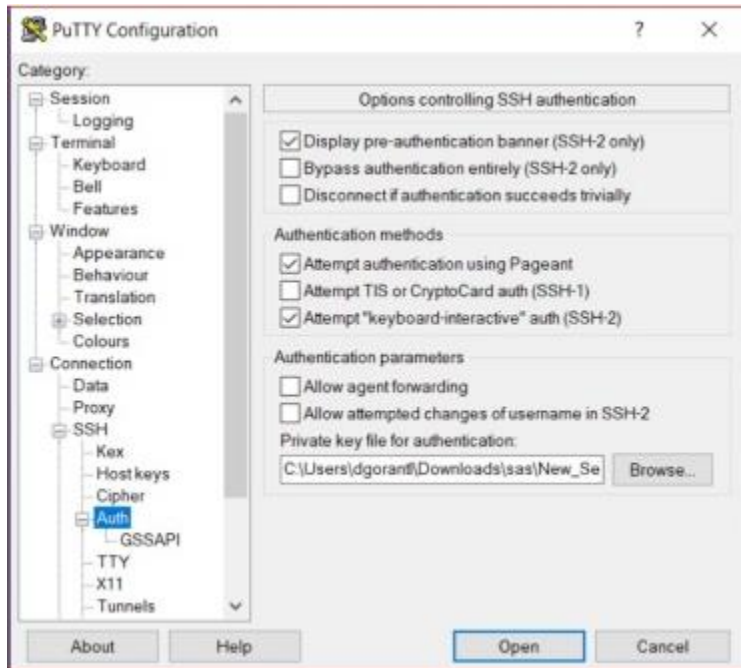 PuTTY Configuration
?
Category:
Session
Logging
Terminal
Keyboard
Bell
Features
Window
Appearance
Behaviour
Translation
Selection
Colours
Connection
Data
Proxy
SSH
Kex
Host keys
Cipher
Auth
GSSAPI
TTY
X11
Tunnels
Options controlling SSH authentication
Display pre-authentication banner (SSH-2 only)
Bypass authentication entirely (SSH-2 only)
Disconnect if authentication succeeds trivially
Authentication methods
Attempt authentication using Pageant
Attempt TIS or CryptoCard auth (SSH-1)
Attempt "keyboard-interactive" auth (SSH-2)
Authentication parameters
Allow agent forwarding
Allow attempted changes of username in SSH-2
Private key file for authentication:
C:\Users\dgorantl\Downloads\sas\New_Se
Browse...
About
Help
Open
Cancel